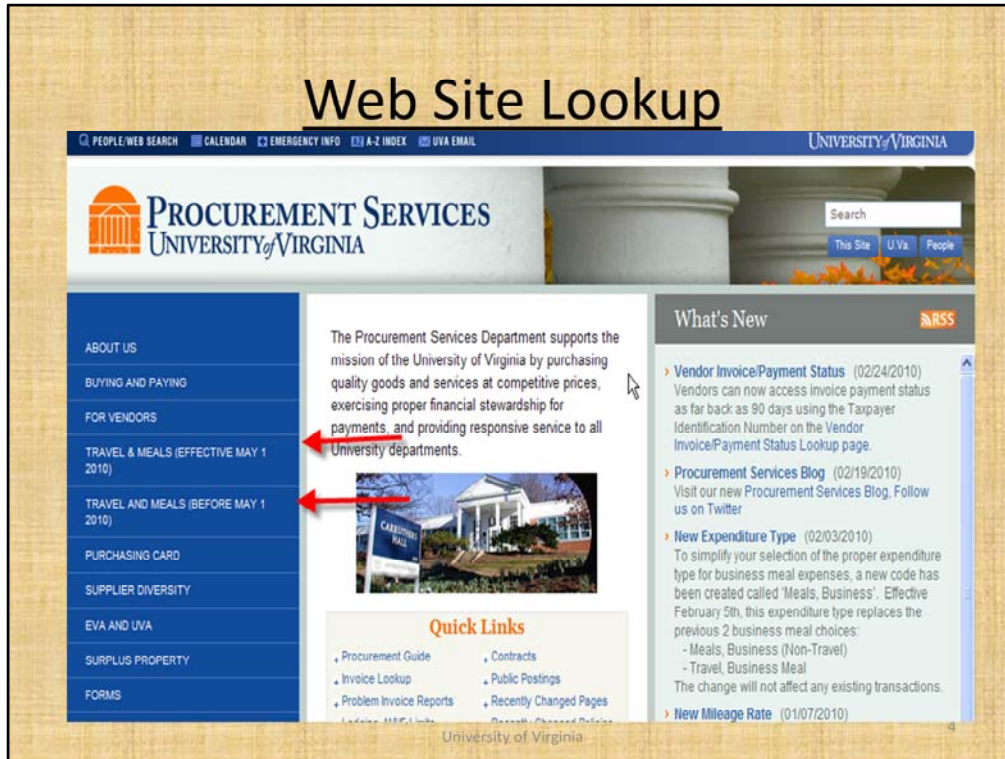 Web Site Lookup
PEOPLE/WEB SEARCH CALENDAR EMERGENCY INFO A-Z INDEX UVA EMAIL UNIVERSITY of VIRGINIA
PROCUREMENT SERVICES
UNIVERSITY of VIRGINIA
Search
This Site U.Va. People
ABOUT US
BUYING AND PAYING
FOR VENDORS
TRAVEL & MEALS (EFFECTIVE MAY 1
2010)
TRAVEL AND MEALS (BEFORE MAY 1
2010)
PURCHASING CARD
SUPPLIER DIVERSITY
EVA AND UVA
SURPLUS PROPERTY
FORMS
The Procurement Services Department supports the
mission of the University of Virginia by purchasing
quality goods and services at competitive prices,
exercising proper financial stewardship for
payments, and providing responsive service to all
University departments.
CARRUTHERS
HALL
Quick Links
Procurement Guide
Invoice Lookup
Problem Invoice Reports
Contracts
Public Postings
Recently Changed Pages
What's New RSS
Vendor Invoice/Payment Status (02/24/2010)
Vendors can now access invoice payment status
as far back as 90 days using the Taxpayer
Identification Number on the Vendor
Invoice/Payment Status Lookup page.
Procurement Services Blog (02/19/2010)
Visit our new Procurement Services Blog, Follow
us on Twitter
New Expenditure Type (02/03/2010)
To simplify your selection of the proper expenditure
type for business meal expenses, a new code has
been created called 'Meals, Business'. Effective
February 5th, this expenditure type replaces the
previous 2 business meal choices:
- Meals, Business (Non-Travel)
- Travel, Business Meal
The change will not affect any existing transactions.
New Mileage Rate (01/07/2010)
University of Virginia
4